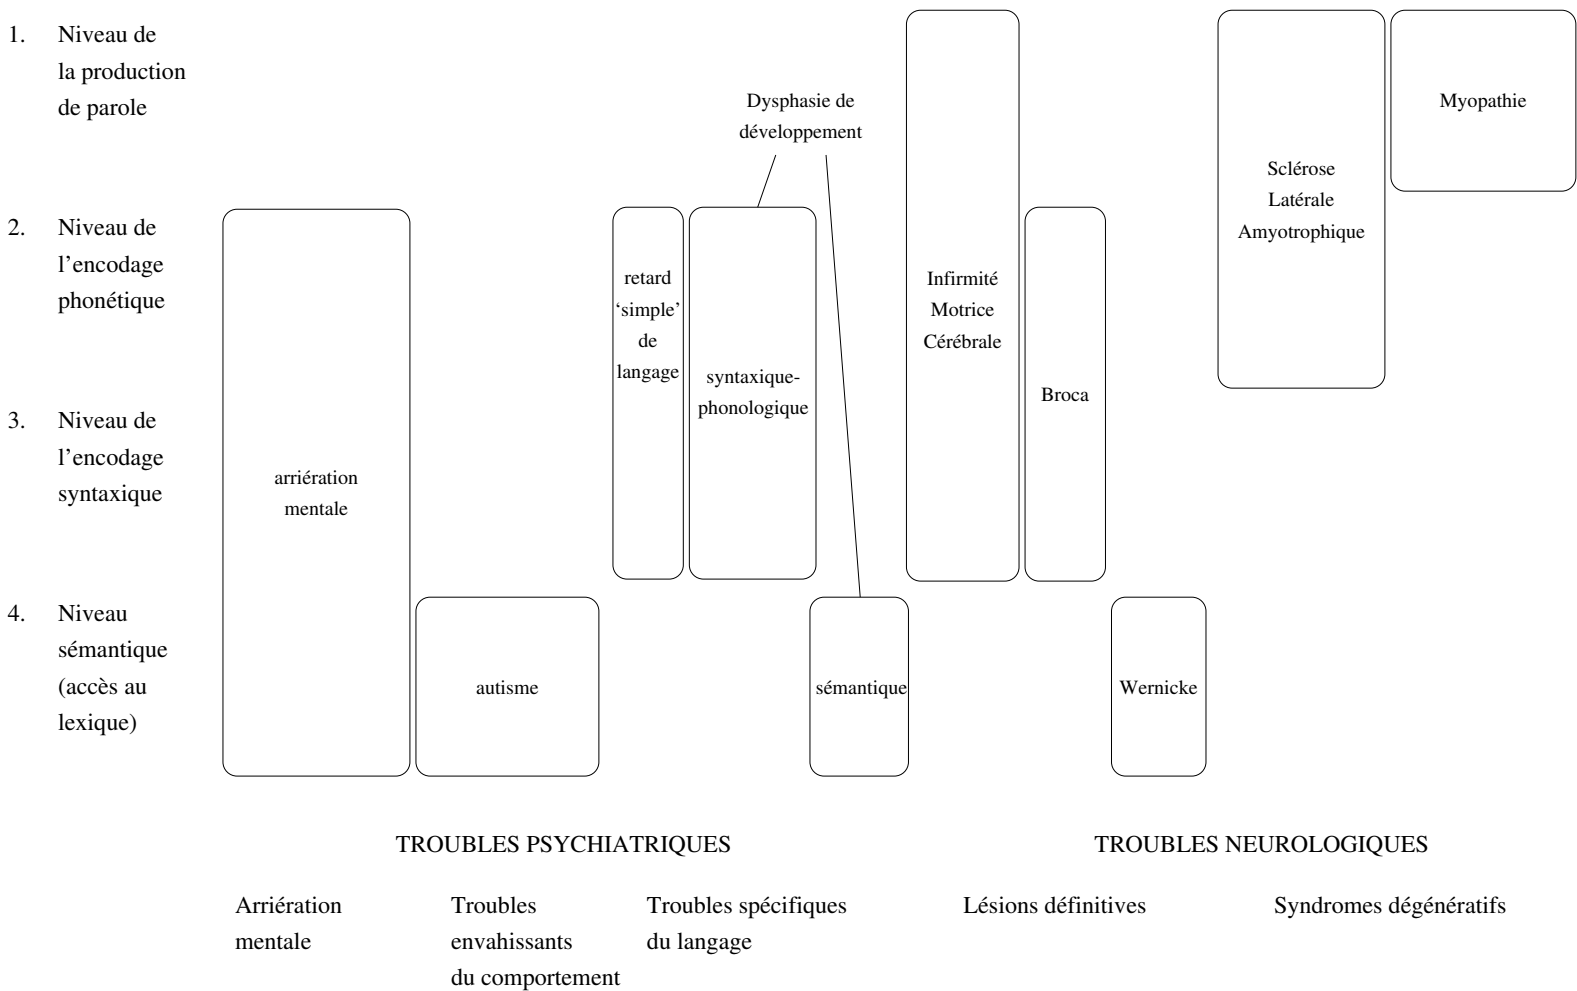 1. Niveau de
la production
de parole
2. Niveau de
l’encodage
phonétique
3. Niveau de
l’encodage
syntaxique
4. Niveau
sémantique
(accès au
lexique)
arriération
mentale
autisme
retard
‘simple’
de
langage
Dysphasie de
développement
syntaxique-
phonologique
sémantique
Infirmité
Motrice
Cérébrale
Broca
Wernicke
Sclérose
Latérale
Amyotrophique
Myopathie
TROUBLES PSYCHIATRIQUES
TROUBLES NEUROLOGIQUES
Arriération
mentale
Troubles
envahissants
du comportement
Troubles spécifiques
du langage
Lésions définitives
Syndromes dégénératifs